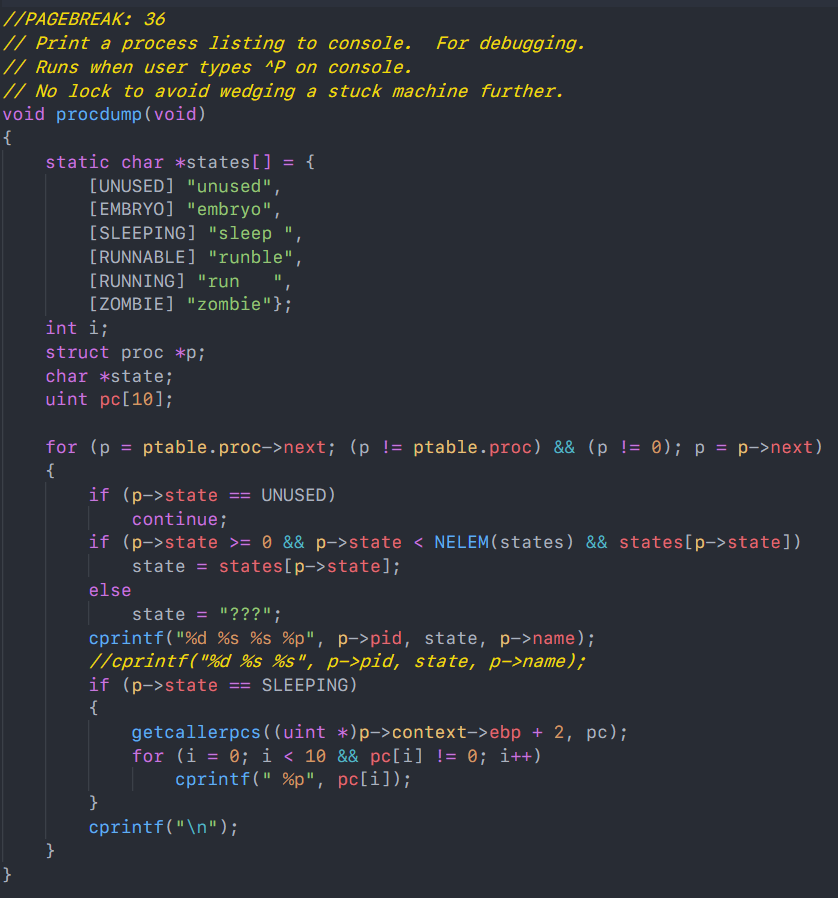 //PAGEBREAK: 36
// Print a process listing to console.  For debugging.
// Runs when user types ^P on console.
// No lock to avoid wedging a stuck machine further.
void procdump(void)
{
    static char *states[] = {
        [UNUSED] "unused",
        [EMBRYO] "embryo",
        [SLEEPING] "sleep ",
        [RUNNABLE] "runble",
        [RUNNING] "run   ",
        [ZOMBIE] "zombie"};
    int i;
    struct proc *p;
    char *state;
    uint pc[10];

    for (p = ptable.proc->next; (p != ptable.proc) && (p != 0); p = p->next)
    {
        if (p->state == UNUSED)
            continue;
        if (p->state >= 0 && p->state < NELEM(states) && states[p->state])
            state = states[p->state];
        else
            state = "???";
        cprintf("%d %s %s %p", p->pid, state, p->name);
        //cprintf("%d %s %s", p->pid, state, p->name);
        if (p->state == SLEEPING)
        {
            getcallerpcs((uint *)p->context->ebp + 2, pc);
            for (i = 0; i < 10 && pc[i] != 0; i++)
                cprintf(" %p", pc[i]);
        }
        cprintf("\n");
    }
}